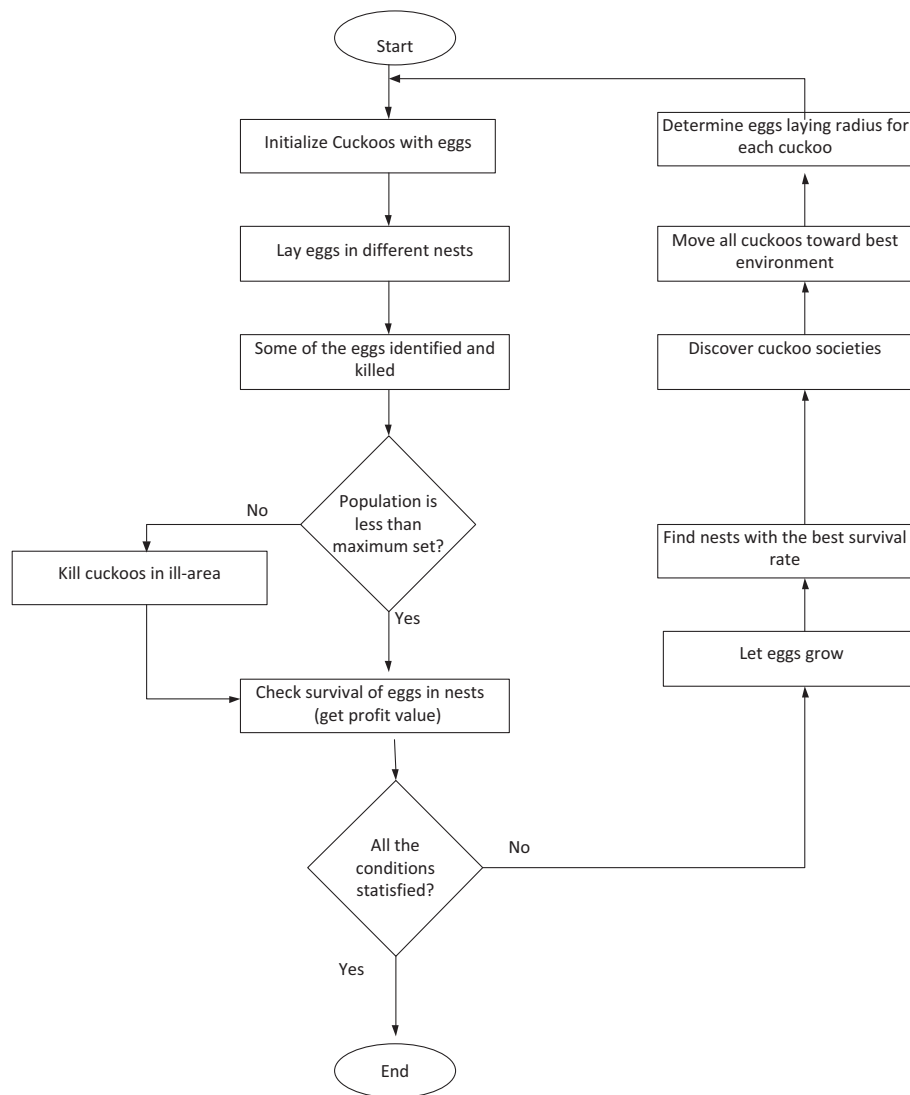 Start
Initialize Cuckoos with eggs
Lay eggs in different nests
Some of the eggs identified and
killed
Population is
less than
maximum set?
No
Kill cuckoos in ill-area
Yes
Check survival of eggs in nests
(get profit value)
All the
conditions
statisfied?
No
Yes
End
Let eggs grow
Find nests with the best survival
rate
Discover cuckoo societies
Move all cuckoos toward best
environment
Determine eggs laying radius for
each cuckoo